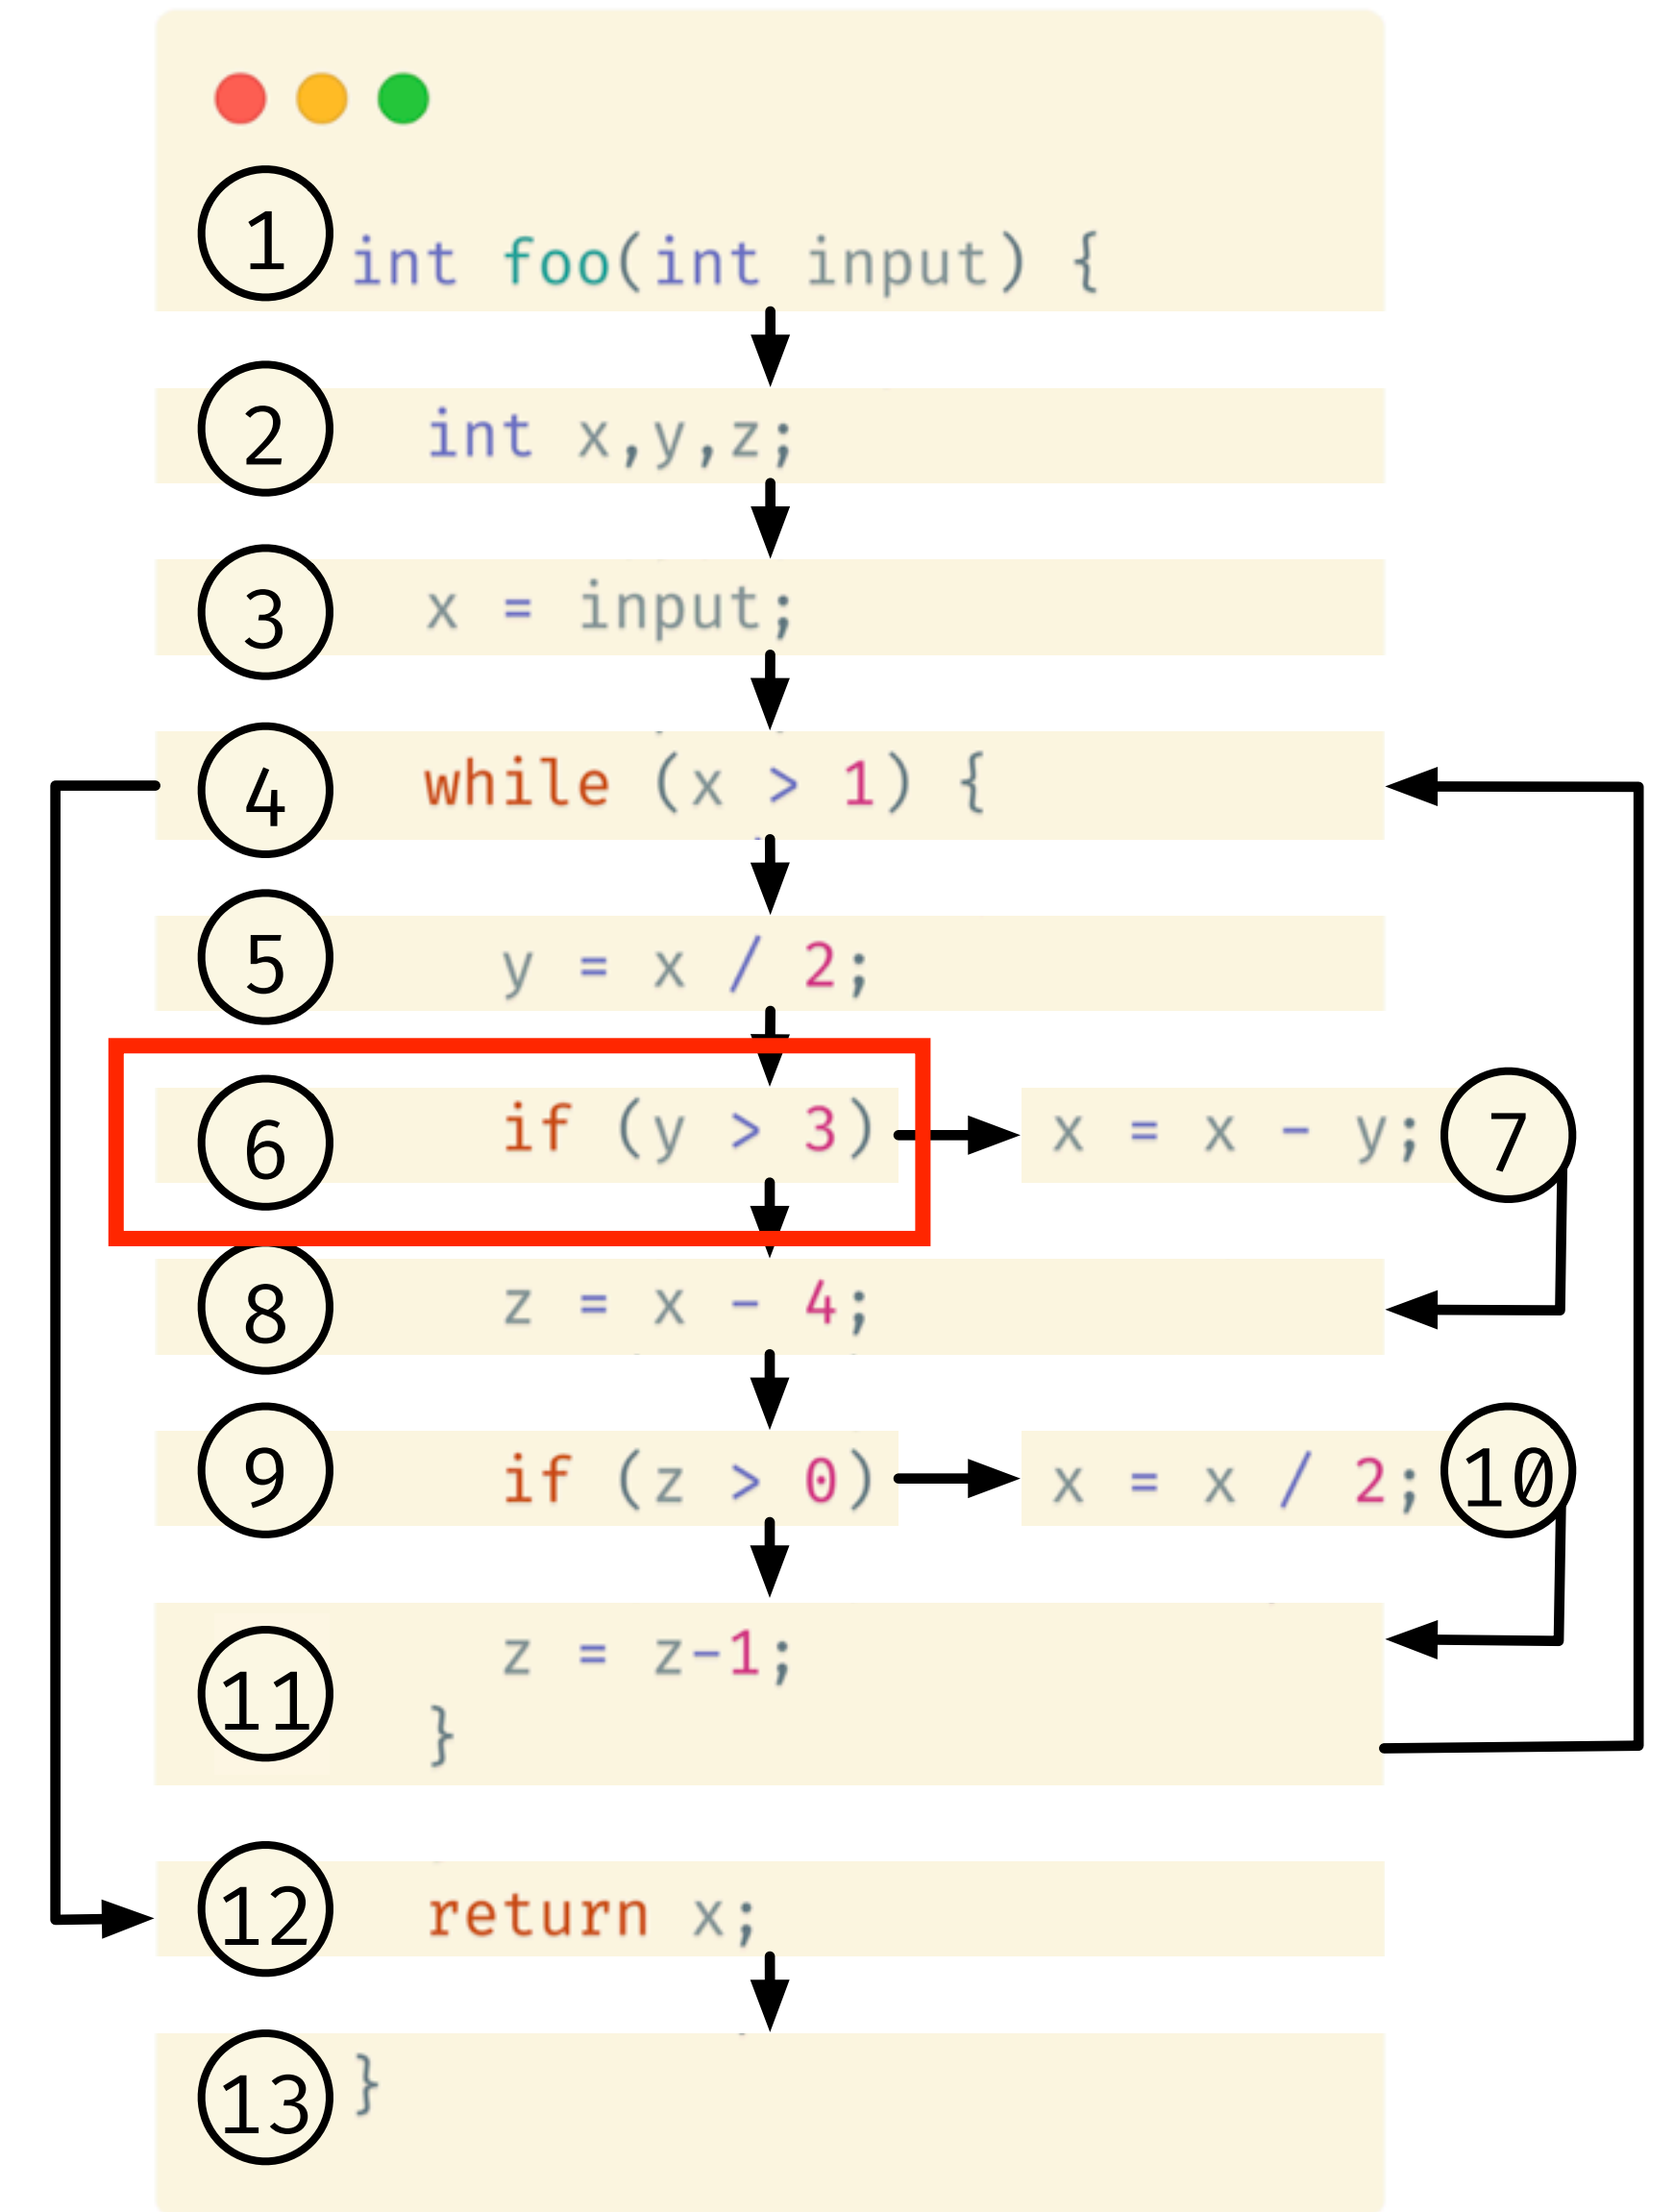 1 int foo(int input) {
2 int x,y,z;
3 x = input;
4 while (x > 1) {
5 y = x / 2;
6 if (y > 3) x = x - y; 7
8 z = x - 4;
9 if (z > 0) x = x / 2; 10
11 z = z-1;
}
12 return x;
13 }